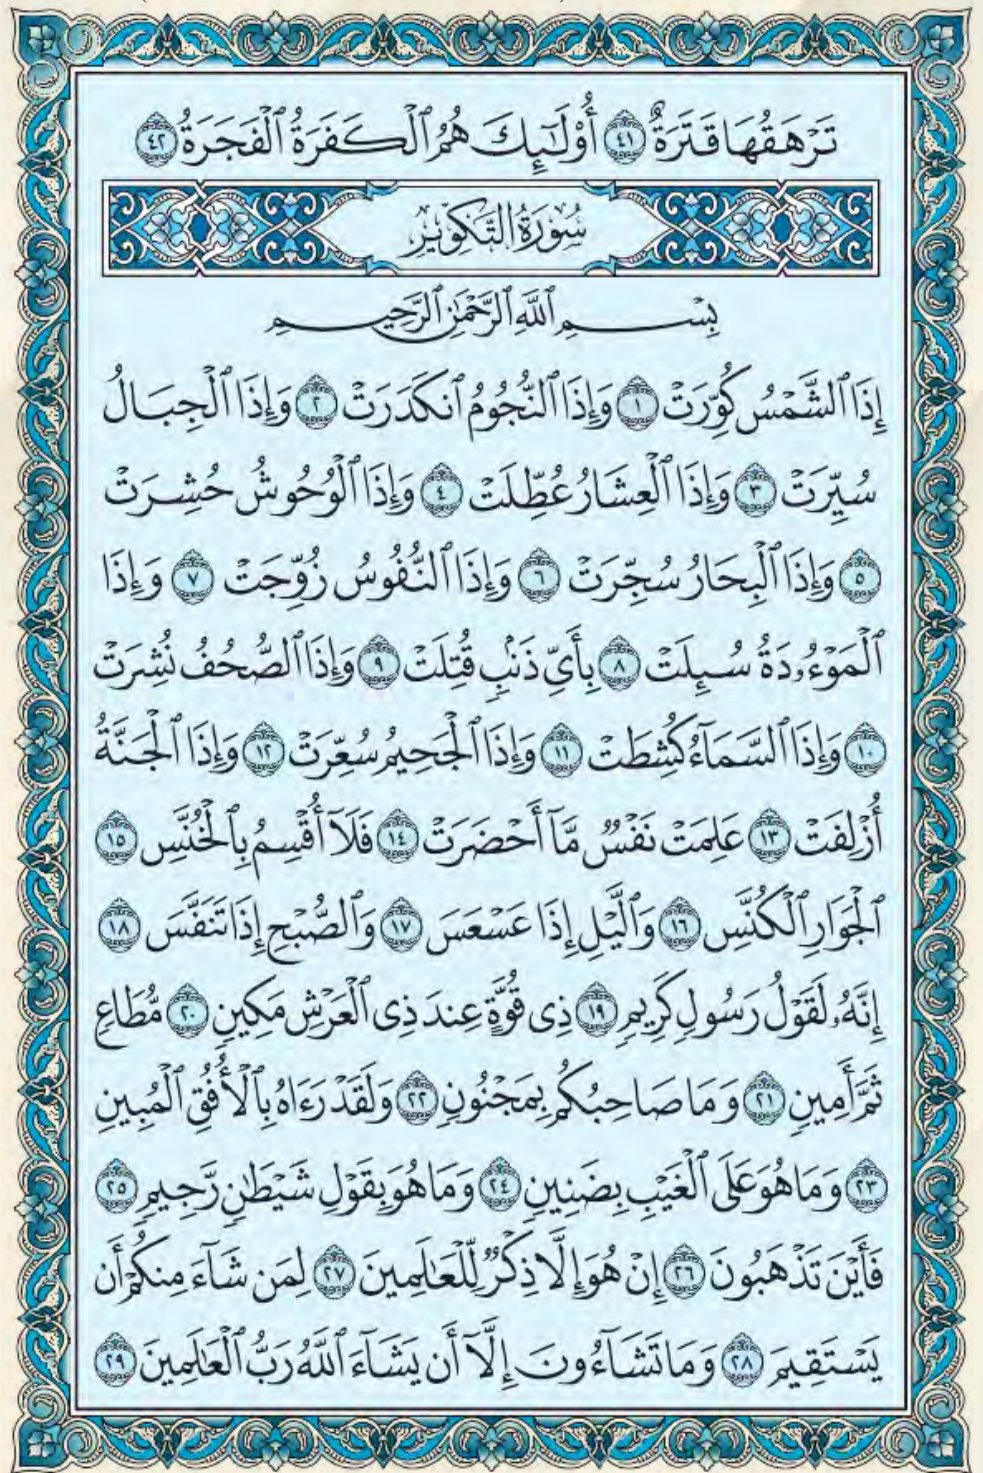 تَرْهَقُهَا قَتَرَةٌ ٤١ أُوْلَٰٓئِكَ هُمُ ٱلْكَفَرَةُ ٱلْفَجَرَةُ ٤٢
سُورَةُ التَّكْوِيرِ
بِسْمِ ٱللَّهِ ٱلرَّحْمَٰنِ ٱلرَّحِيمِ
إِذَا ٱلشَّمْسُ كُوِّرَتْ ١ وَإِذَا ٱلنُّجُومُ ٱنكَدَرَتْ ٢ وَإِذَا ٱلْجِبَالُ
سُيِّرَتْ ٣ وَإِذَا ٱلْعِشَارُ عُطِّلَتْ ٤ وَإِذَا ٱلْوُحُوشُ حُشِرَتْ
٥ وَإِذَا ٱلْبِحَارُ سُجِّرَتْ ٦ وَإِذَا ٱلنُّفُوسُ زُوِّجَتْ ٧ وَإِذَا
ٱلْمَوْءُۥدَةُ سُئِلَتْ ٨ بِأَىِّ ذَنۢبٍ قُتِلَتْ ٩ وَإِذَا ٱلصُّحُفُ نُشِرَتْ
١٠ وَإِذَا ٱلسَّمَآءُ كُشِطَتْ ١١ وَإِذَا ٱلْجَحِيمُ سُعِّرَتْ ١٢ وَإِذَا ٱلْجَنَّةُ
أُزْلِفَتْ ١٣ عَلِمَتْ نَفْسٌ مَّآ أَحْضَرَتْ ١٤ فَلَآ أُقْسِمُ بِٱلْخُنَّسِ ١٥
ٱلْجَوَارِ ٱلْكُنَّسِ ١٦ وَٱلَّيْلِ إِذَا عَسْعَسَ ١٧ وَٱلصُّبْحِ إِذَا تَنَفَّسَ ١٨
إِنَّهُۥ لَقَوْلُ رَسُولٍ كَرِيمٍ ١٩ ذِى قُوَّةٍ عِندَ ذِى ٱلْعَرْشِ مَكِينٍ ٢٠ مُّطَاعٍ
ثَمَّ أَمِينٍ ٢١ وَمَا صَاحِبُكُم بِمَجْنُونٍ ٢٢ وَلَقَدْ رَءَاهُ بِٱلْأُفُقِ ٱلْمُبِينِ
٢٣ وَمَا هُوَ عَلَى ٱلْغَيْبِ بِضَنِينٍ ٢٤ وَمَا هُوَ بِقَوْلِ شَيْطَٰنٍ رَّجِيمٍ ٢٥
فَأَيْنَ تَذْهَبُونَ ٢٦ إِنْ هُوَ إِلَّا ذِكْرٌ لِّلْعَٰلَمِينَ ٢٧ لِمَن شَآءَ مِنكُمْ أَن
يَسْتَقِيمَ ٢٨ وَمَا تَشَآءُونَ إِلَّآ أَن يَشَآءَ ٱللَّهُ رَبُّ ٱلْعَٰلَمِينَ ٢٩